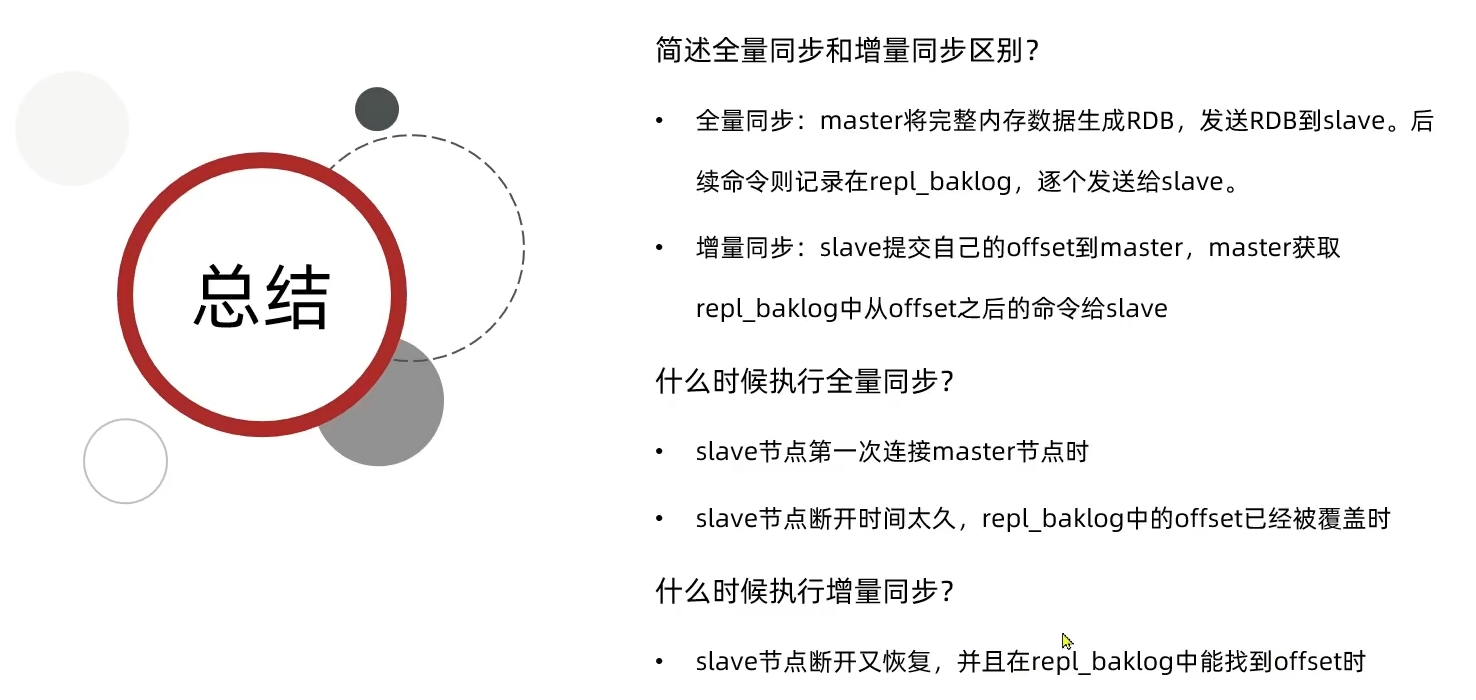 总结
简述全量同步和增量同步区别？
• 全量同步：master将完整内存数据生成RDB，发送RDB到slave。后
续命令则记录在repl_baklog，逐个发送给slave。
• 增量同步：slave提交自己的offset到master，master获取
repl_baklog中从offset之后的命令给slave
什么时候执行全量同步？
• slave节点第一次连接master节点时
• slave节点断开时间太久，repl_baklog中的offset已经被覆盖时
什么时候执行增量同步？
• slave节点断开又恢复，并且在repl_baklog中能找到offset时